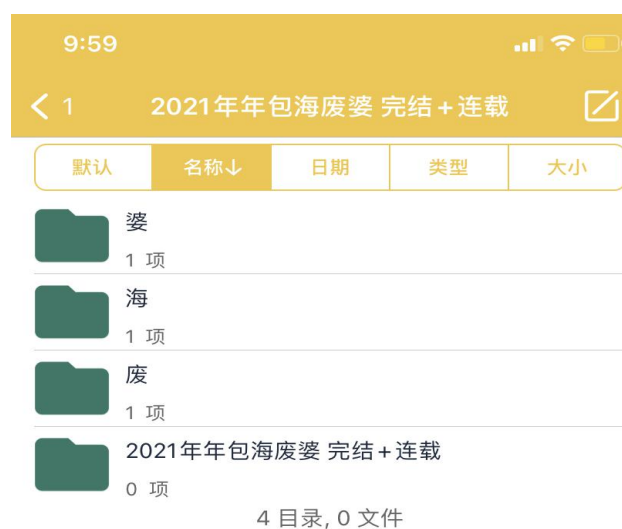 9:59
1 2021年年包海废婆 完结+连载
默认 名称↓ 日期 类型 大小
婆
1 项
海
1 项
废
1 项
2021年年包海废婆 完结+连载
0 项
4 目录, 0 文件